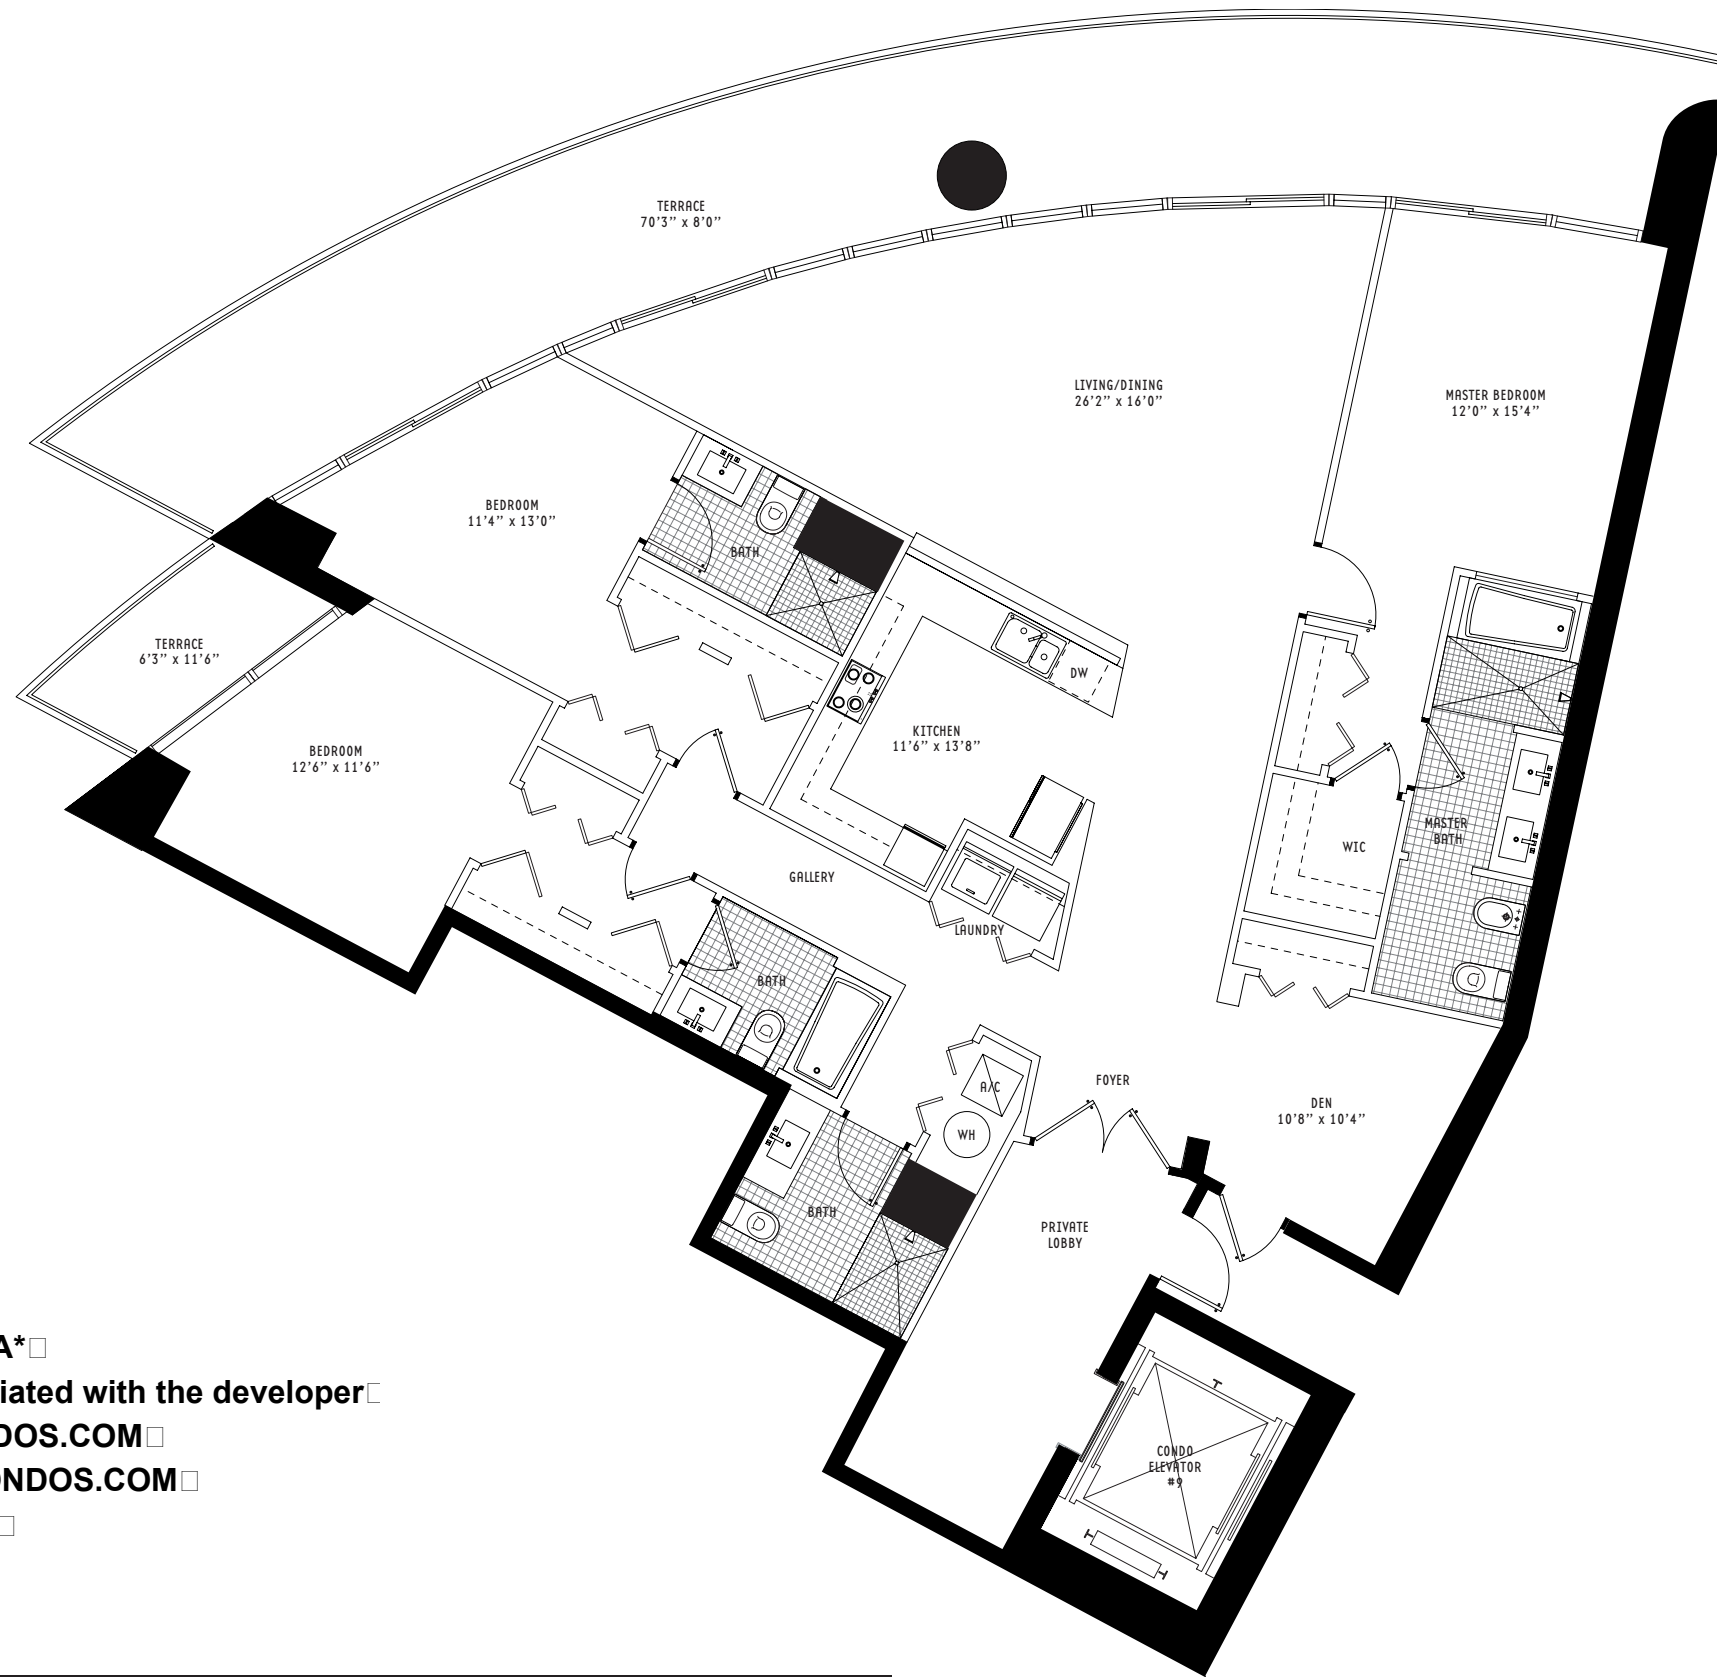 TERRACE
70'3" x 8'0"
LIVING/DINING
26'2" x 16'0"
MASTER BEDROOM
12'0" x 15'4"
BEDROOM
11'4" x 13'0"
BATH
TERRACE
6'3" x 11'6"
DW
KITCHEN
11'6" x 13'8"
BEDROOM
12'6" x 11'6"
MASTER
BATH
WIC
GALLERY
LAUNDRY
BATH
A/C
FOYER
DEN
10'8" x 10'4"
WH
BATH
PRIVATE
LOBBY
A*
iated with the developer
DOS.COM
CONDO
ELEVATOR
#9
ONDOS.COM